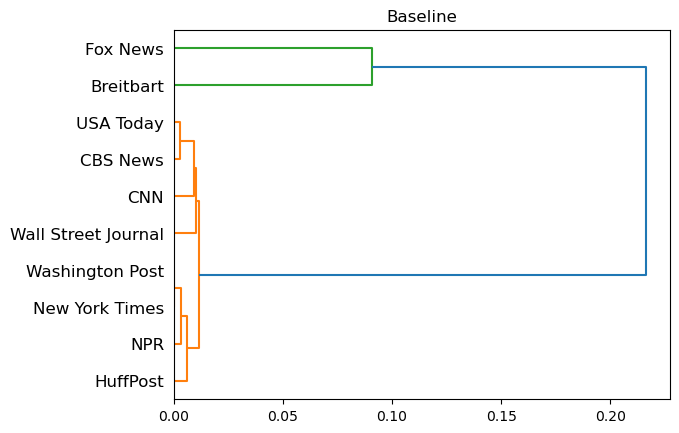 Baseline
Fox News
Breitbart
USA Today
CBS News
CNN
Wall Street Journal
Washington Post
New York Times
NPR
HuffPost
0.00 0.05 0.10 0.15 0.20